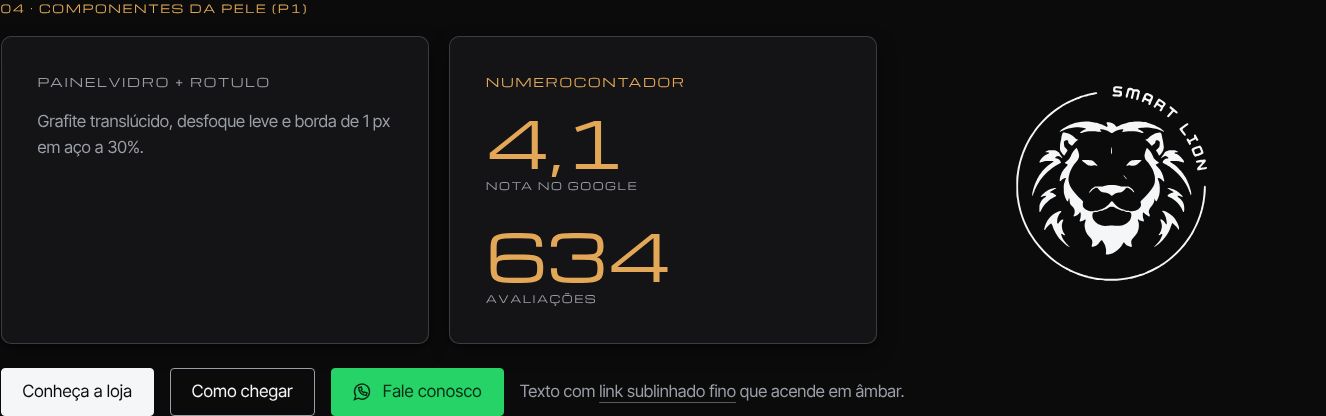 04 · COMPONENTES DA PELE (P1)
PAINELVIDRO + ROTULO
Grafite translúcido, desfoque leve e borda de 1 px
em aço a 30%.
NUMEROCONTADOR
4,1
NOTA NO GOOGLE
634
AVALIAÇÕES
SMART LION
Conheça a loja
Como chegar
Fale conosco
Texto com link sublinhado fino que acende em âmbar.